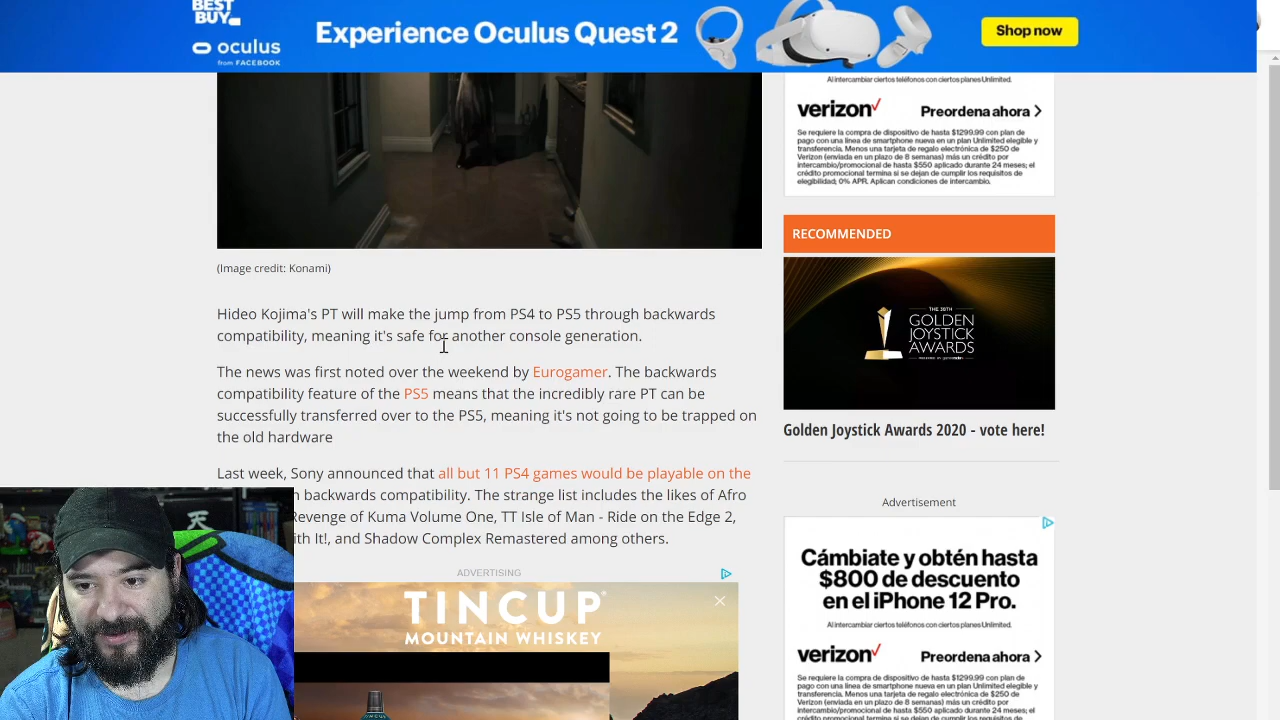 BEST
BUY
oculus
from FACEBOOK
Experience Oculus Quest 2
Shop now
(Image credit: Konami)
Hideo Kojima's PT will make the jump from PS4 to PS5 through backwards
compatibility, meaning it's safe for another console generation.
The news was first noted over the weekend by Eurogamer. The backwards
compatibility feature of the PS5 means that the incredibly rare PT can be
successfully transferred over to the PS5, meaning it's not going to be trapped on
the old hardware
Last week, Sony announced that all but 11 PS4 games would be playable on the
n backwards compatibility. The strange list includes the likes of Afro
Revenge of Kuma Volume One, TT Isle of Man - Ride on the Edge 2,
ith It!, and Shadow Complex Remastered among others.
ADVERTISING
TINCUP
MOUNTAIN WHISKEY
Al intercambiar ciertos teléfonos con ciertos planes Unlimited.
verizon
Preordena ahora
Se requiere la compra de dispositivo de hasta $1299.99 con plan de
pago con una línea de smartphone nueva en un plan Unlimited elegible y
transferencia. Menos una tarjeta de regalo electrónica de $250 de
Verizon (enviada en un plazo de 8 semanas) más un crédito por
intercambio/promocional de hasta $550 aplicado durante 24 meses; el
crédito promocional termina si se dejan de cumplir los requisitos de
elegibilidad; 0% APR. Aplican condiciones de intercambio.
RECOMMENDED
THE 38TH
GOLDEN
JOYSTICK
AWARDS
Golden Joystick Awards 2020 - vote here!
Advertisement
Cámbiate y obtén hasta
$800 de descuento
en el iPhone 12 Pro.
Al intercambiar ciertos teléfonos con ciertos planes Unlimited.
verizon
Preordena ahora
Se requiere la compra de dispositivo de hasta $1299.99 con plan de
pago con una línea de smartphone nueva en un plan Unlimited elegible y
transferencia. Menos una tarjeta de regalo electrónica de $250 de
Verizon (enviada en un plazo de 8 semanas) más un crédito por
intercambio/promocional de hasta $550 aplicado durante 24 meses; el